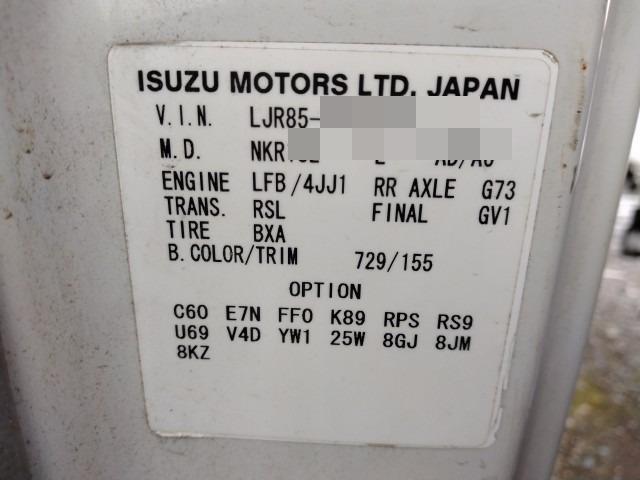 ISUZU MOTORS LTD. JAPAN
V.I.N. LJR85-
M.D. NKR
ENGINE LFB/4JJ1 RR AXLE G73
TRANS. RSL FINAL GV1
TIRE BXA
B.COLOR/TRIM 729/155
OPTION
C60 E7N FF0 K89 RPS RS9
U69 V4D YW1 25W 8GJ 8JM
8KZ